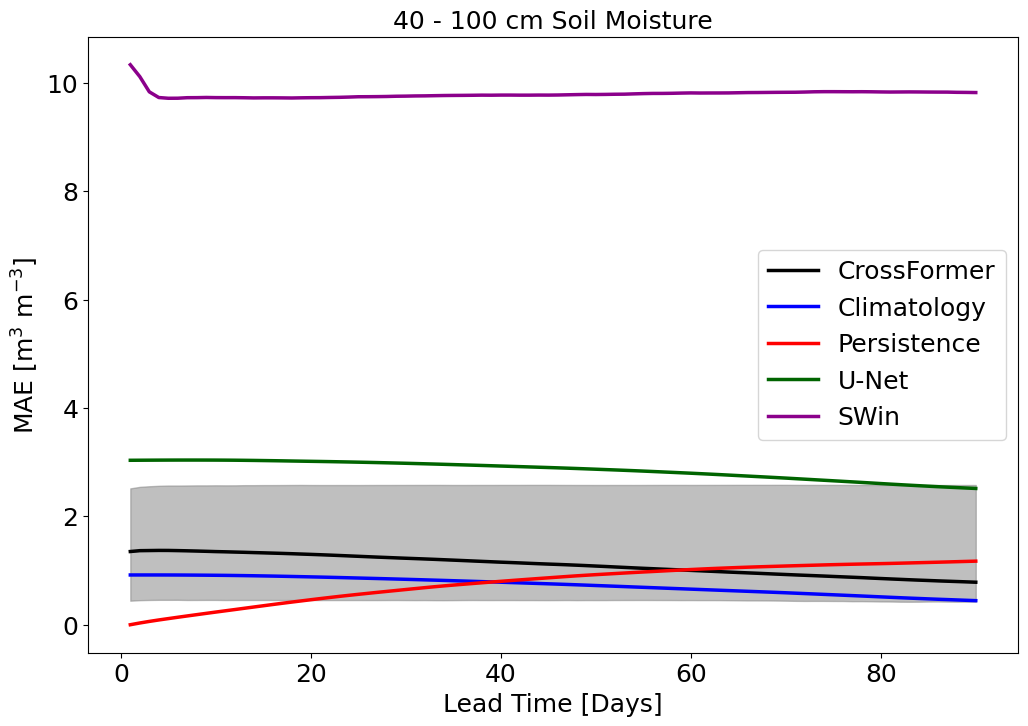 40 - 100 cm Soil Moisture
MAE [m³ m⁻³]
10
8
6
4
2
0
CrossFormer
Climatology
Persistence
U-Net
SWin
0 20 40 60 80
Lead Time [Days]